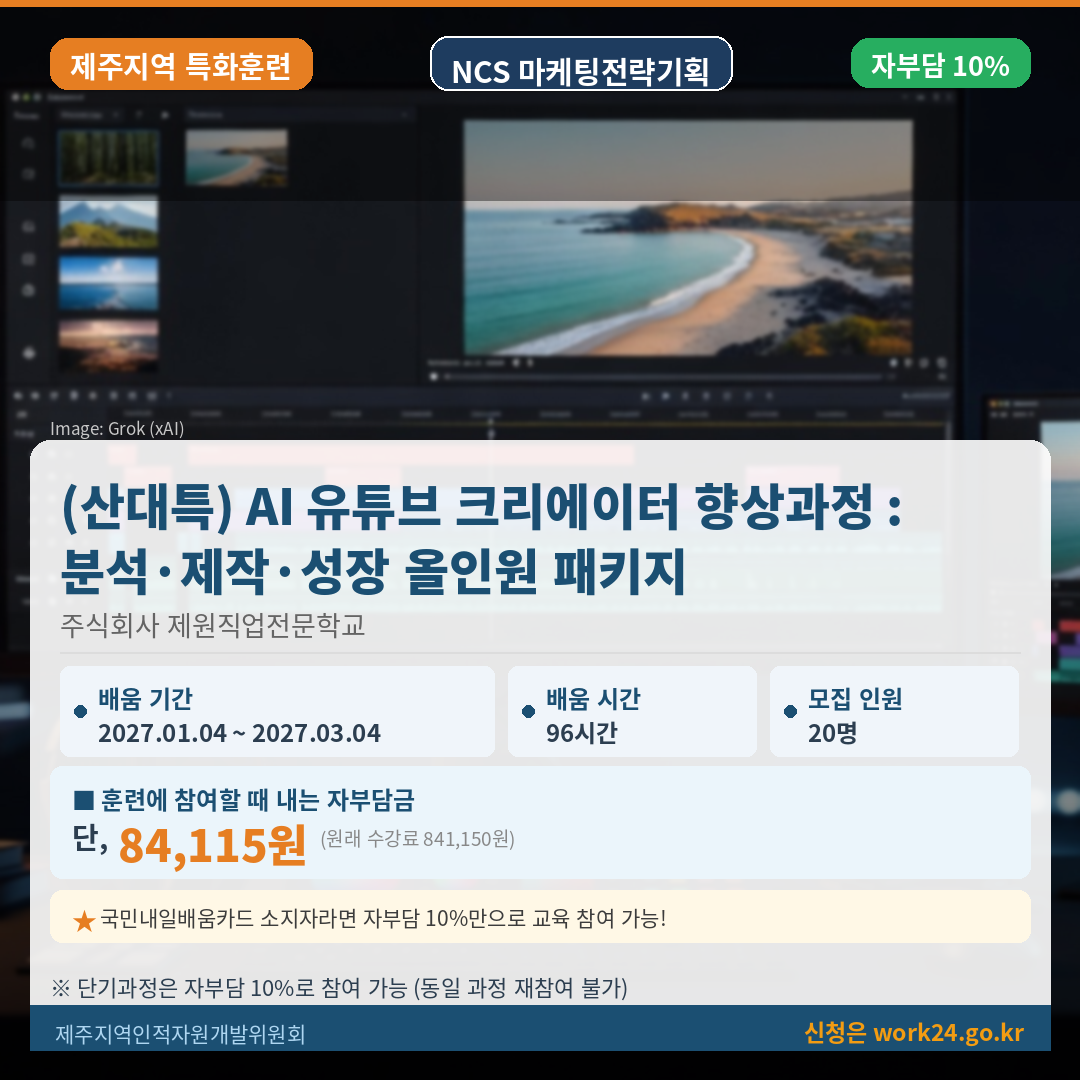 제주지역 특화훈련
NCS 마케팅전략기획
자부담 10%
Image: Grok (xAI)
(산대특) AI 유튜브 크리에이터 향상과정 :
분석·제작·성장 올인원 패키지
주식회사 제원직업전문학교
배움 기간
2027.01.04 ~ 2027.03.04
배움 시간
96시간
모집 인원
20명
■ 훈련에 참여할 때 내는 자부담금
단, 84,115원 (원래 수강료 841,150원)
★ 국민내일배움카드 소지자라면 자부담 10%만으로 교육 참여 가능!
※ 단기과정은 자부담 10%로 참여 가능 (동일 과정 재참여 불가)
제주지역인적자원개발위원회
신청은 work24.go.kr